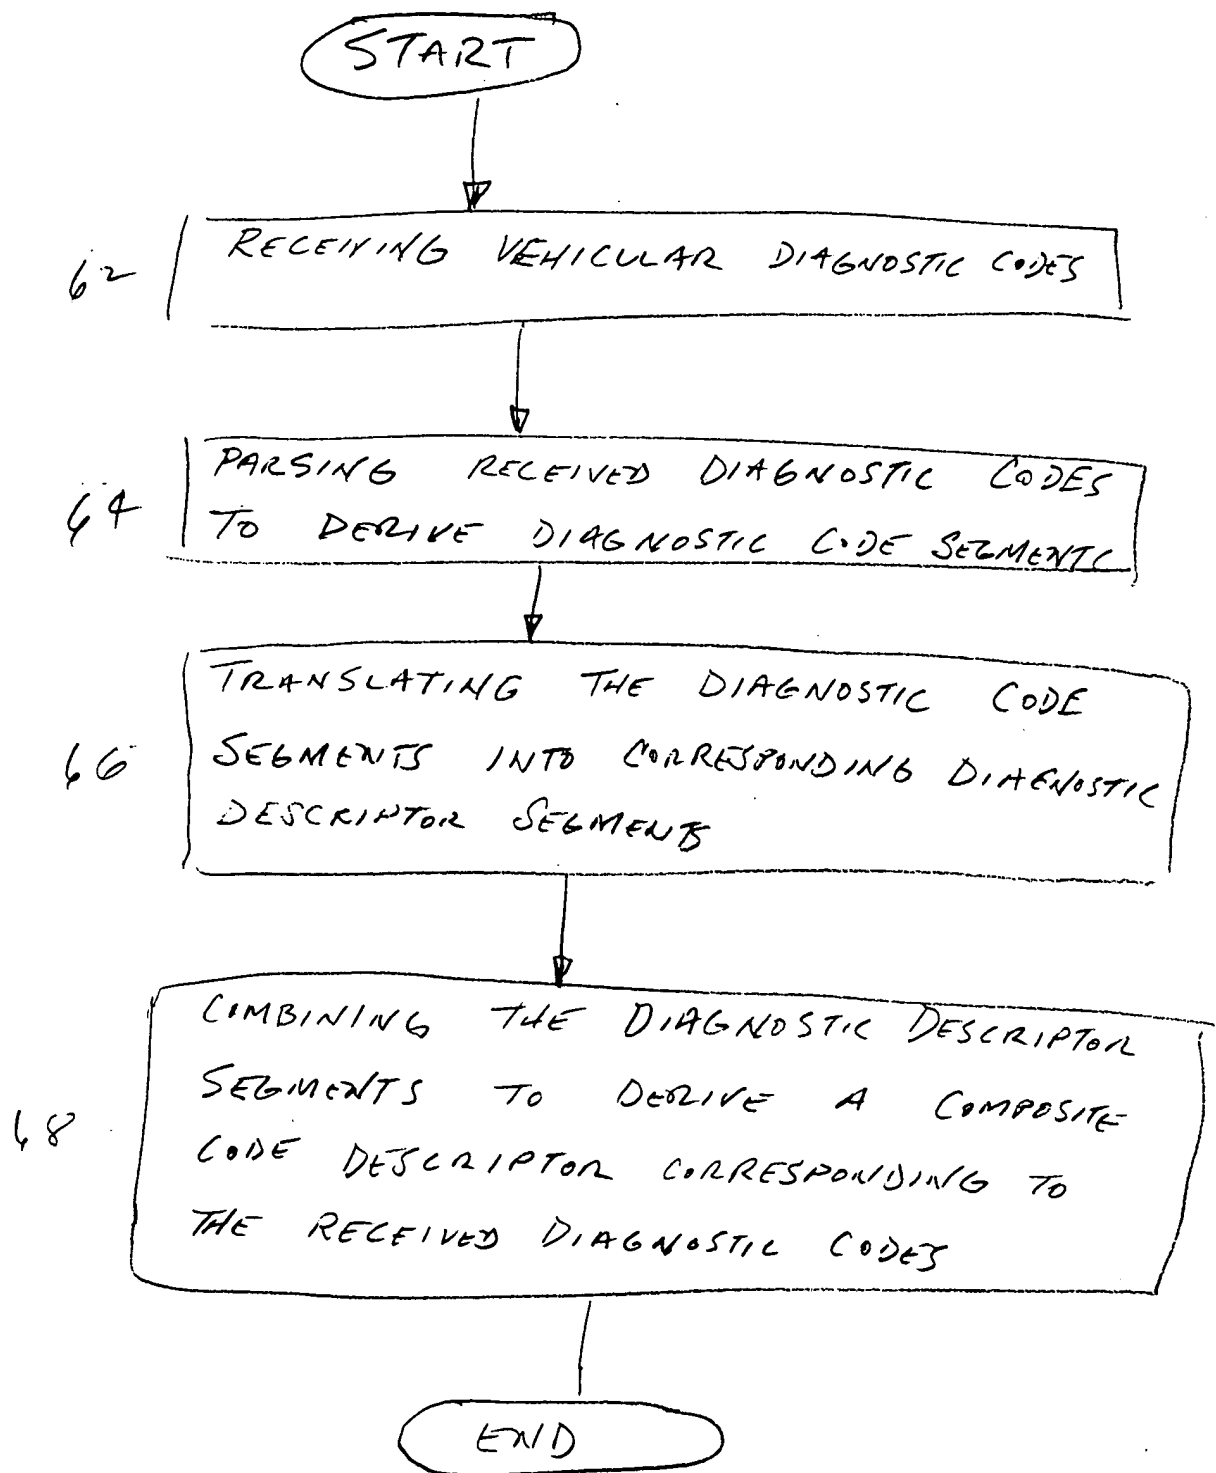 START
62
RECEIVING VEHICULAR DIAGNOSTIC CODES
64
PARSING RECEIVED DIAGNOSTIC CODES
TO DERIVE DIAGNOSTIC CODE SEGMENTS
66
TRANSLATING THE DIAGNOSTIC CODE
SEGMENTS INTO CORRESPONDING DIAGNOSTIC
DESCRIPTOR SEGMENTS
68
COMBINING THE DIAGNOSTIC DESCRIPTOR
SEGMENTS TO DERIVE A COMPOSITE
CODE DESCRIPTOR CORRESPONDING TO
THE RECEIVED DIAGNOSTIC CODES
END